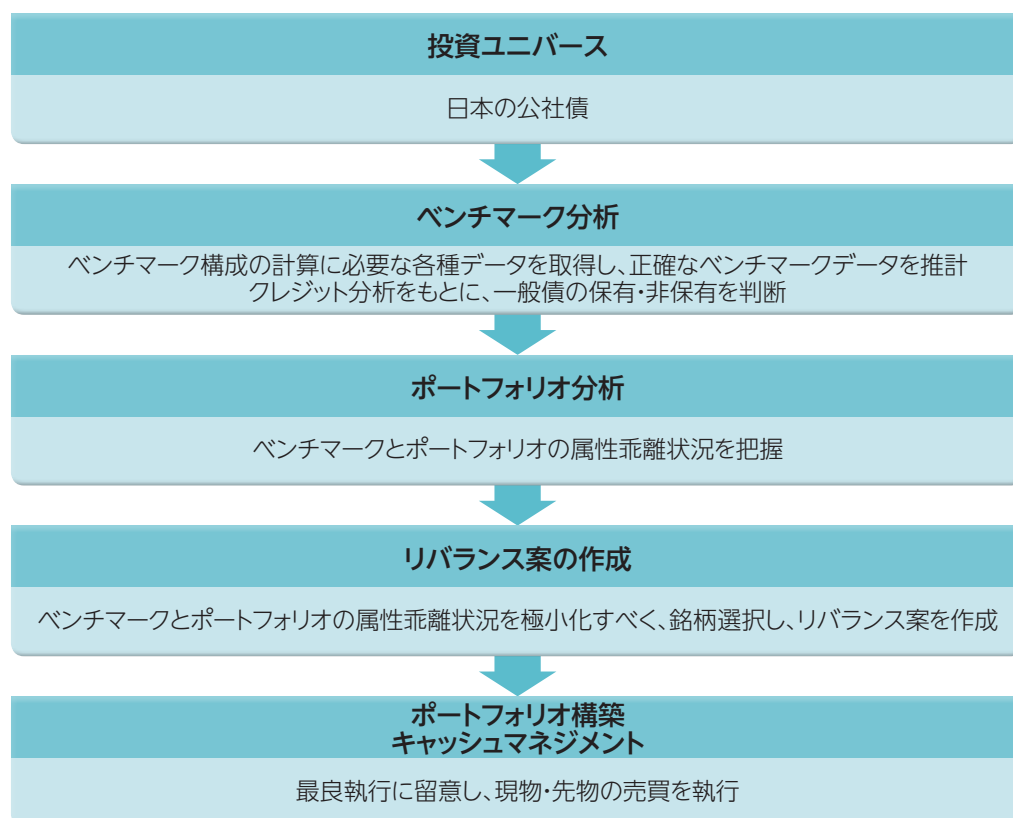 投資ユニバース
日本の公社債
ベンチマーク分析
ベンチマーク構成の計算に必要な各種データを取得し、正確なベンチマークデータを推計
クレジット分析をもとに、一般債の保有・非保有を判断
ポートフォリオ分析
ベンチマークとポートフォリオの属性乖離状況を把握
リバランス案の作成
ベンチマークとポートフォリオの属性乖離状況を極小化すべく、銘柄選択し、リバランス案を作成
ポートフォリオ構築
キャッシュマネジメント
最良執行に留意し、現物・先物の売買を執行